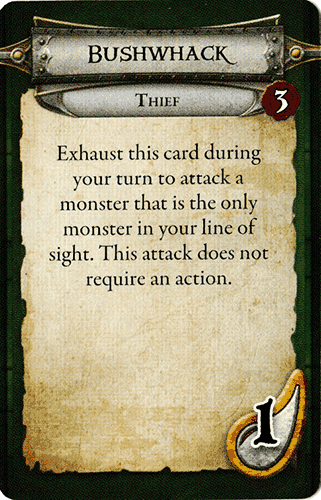 Bushwhack
Thief
3
Exhaust this card during
your turn to attack a
monster that is the only
monster in your line of
sight. This attack does not
require an action.
1